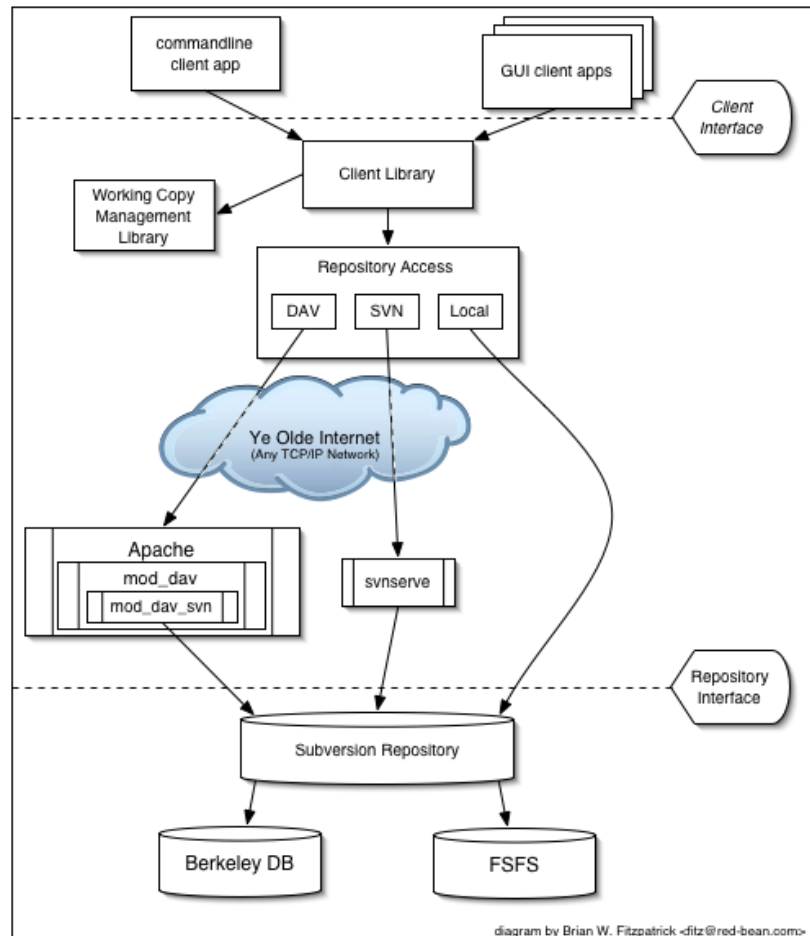 commandline
client app
GUI client apps
Client
Interface
Client Library
Working Copy
Management
Library
Repository Access
DAV
SVN
Local
Ye Olde Internet
(Any TCP/IP Network)
Apache
mod_dav
mod_dav_svn
svnserve
Repository
Interface
Subversion Repository
Berkeley DB
FSFS
diagram by Brian W. Fitzpatrick <fitz@red-bean.com>